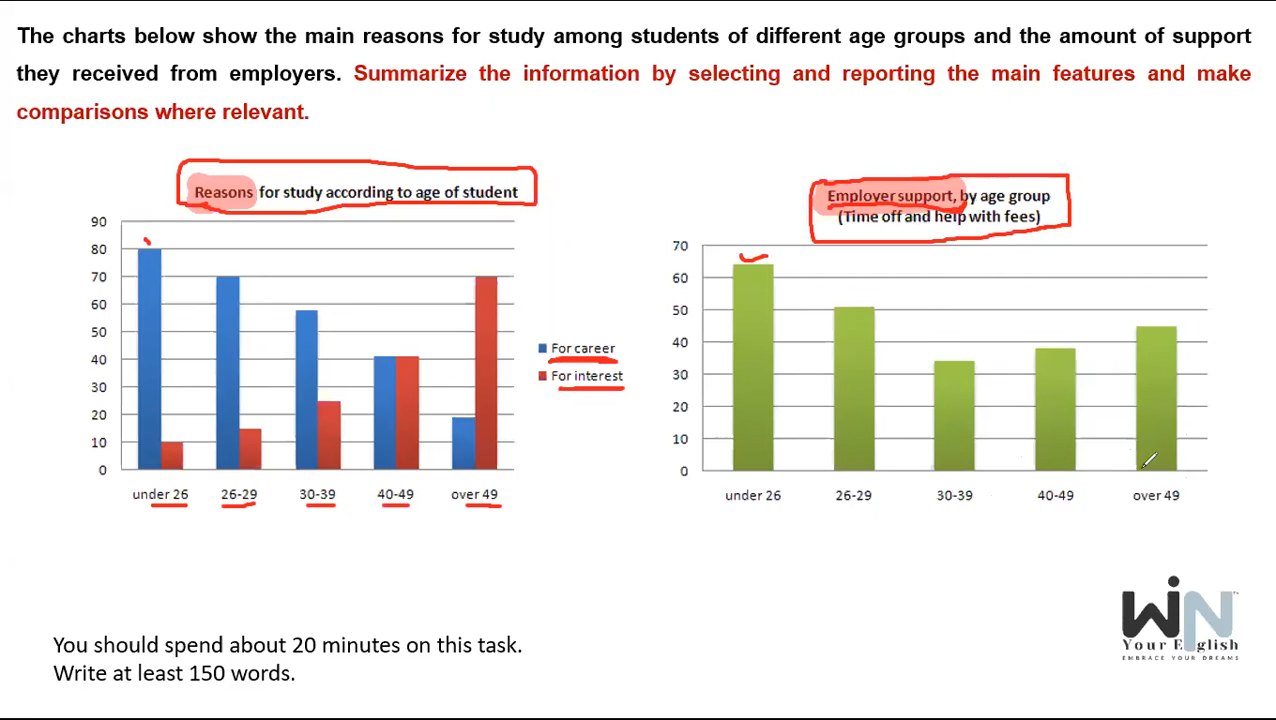 The charts below show the main reasons for study among students of different age groups and the amount of support
they received from employers. Summarize the information by selecting and reporting the main features and make
comparisons where relevant.
Reasons for study according to age of student
90
80
70
60
50
40
30
20
10
0
under 26 26-29 30-39 40-49 over 49
For career
For interest
Employer support, by age group
(Time off and help with fees)
70
60
50
40
30
20
10
0
under 26 26-29 30-39 40-49 over 49
You should spend about 20 minutes on this task.
Write at least 150 words.
WiN
Your English
EMBRACE YOUR DREAMS